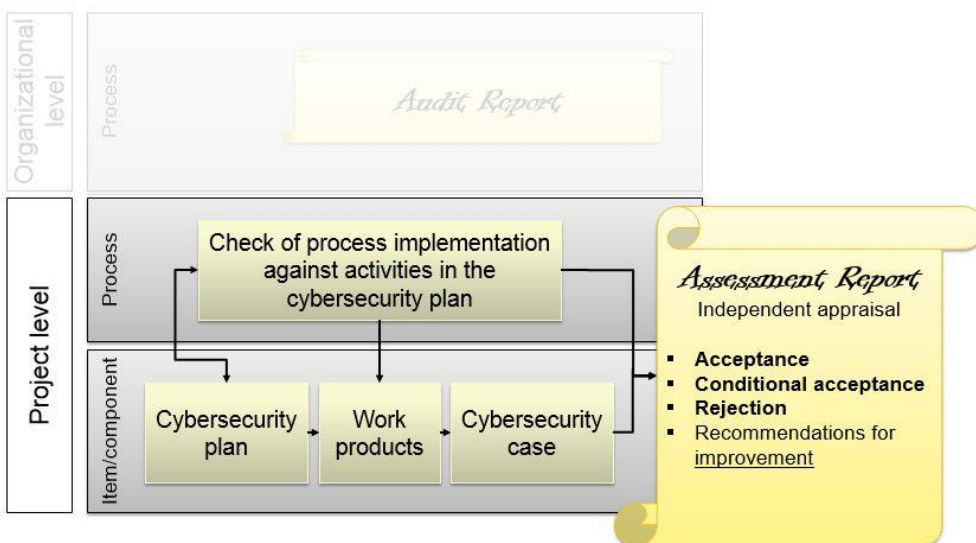 Organizational
level
Process
Audit Report
Project level
Process
Check of process implementation
against activities in the
cybersecurity plan
Item/component
Cybersecurity
plan
Work
products
Cybersecurity
case
Assessment Report
Independent appraisal
▪ Acceptance
▪ Conditional acceptance
▪ Rejection
▪ Recommendations for
improvement